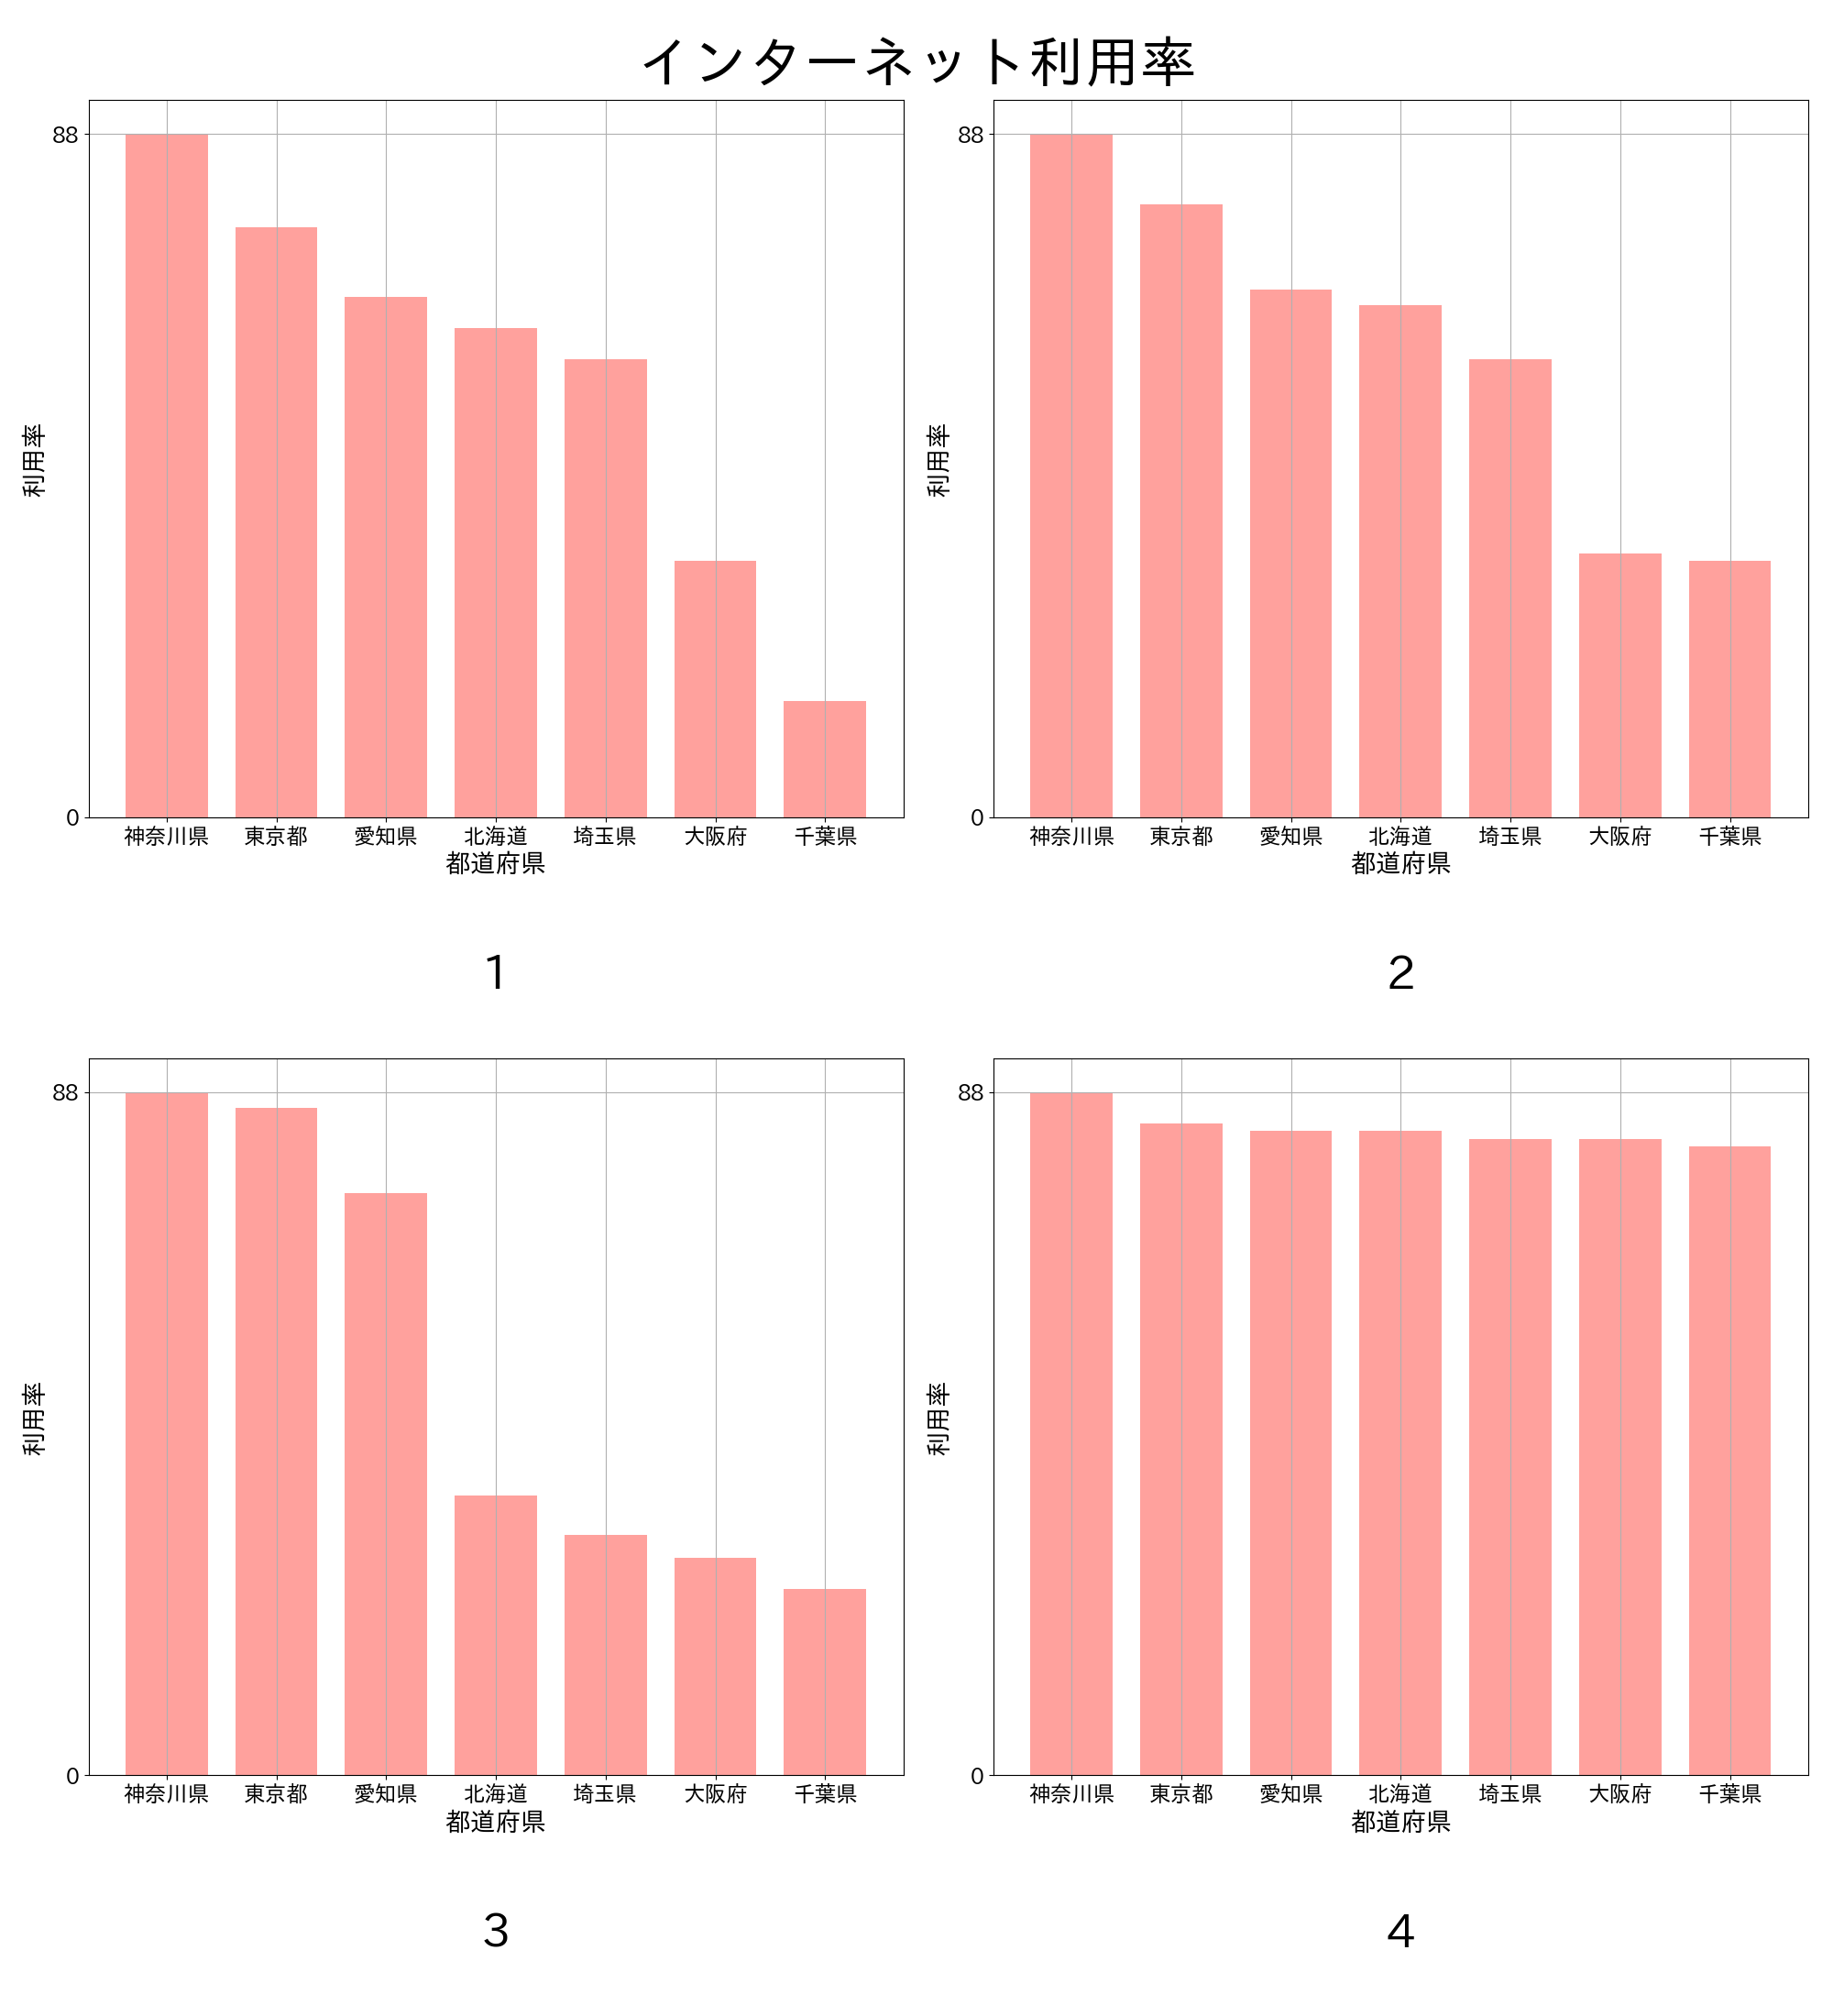 インターネット利用率
88
0
利用率
神奈川県 東京都 愛知県 北海道 埼玉県 大阪府 千葉県
都道府県
1
88
0
利用率
神奈川県 東京都 愛知県 北海道 埼玉県 大阪府 千葉県
都道府県
2
88
0
利用率
神奈川県 東京都 愛知県 北海道 埼玉県 大阪府 千葉県
都道府県
3
88
0
利用率
神奈川県 東京都 愛知県 北海道 埼玉県 大阪府 千葉県
都道府県
4